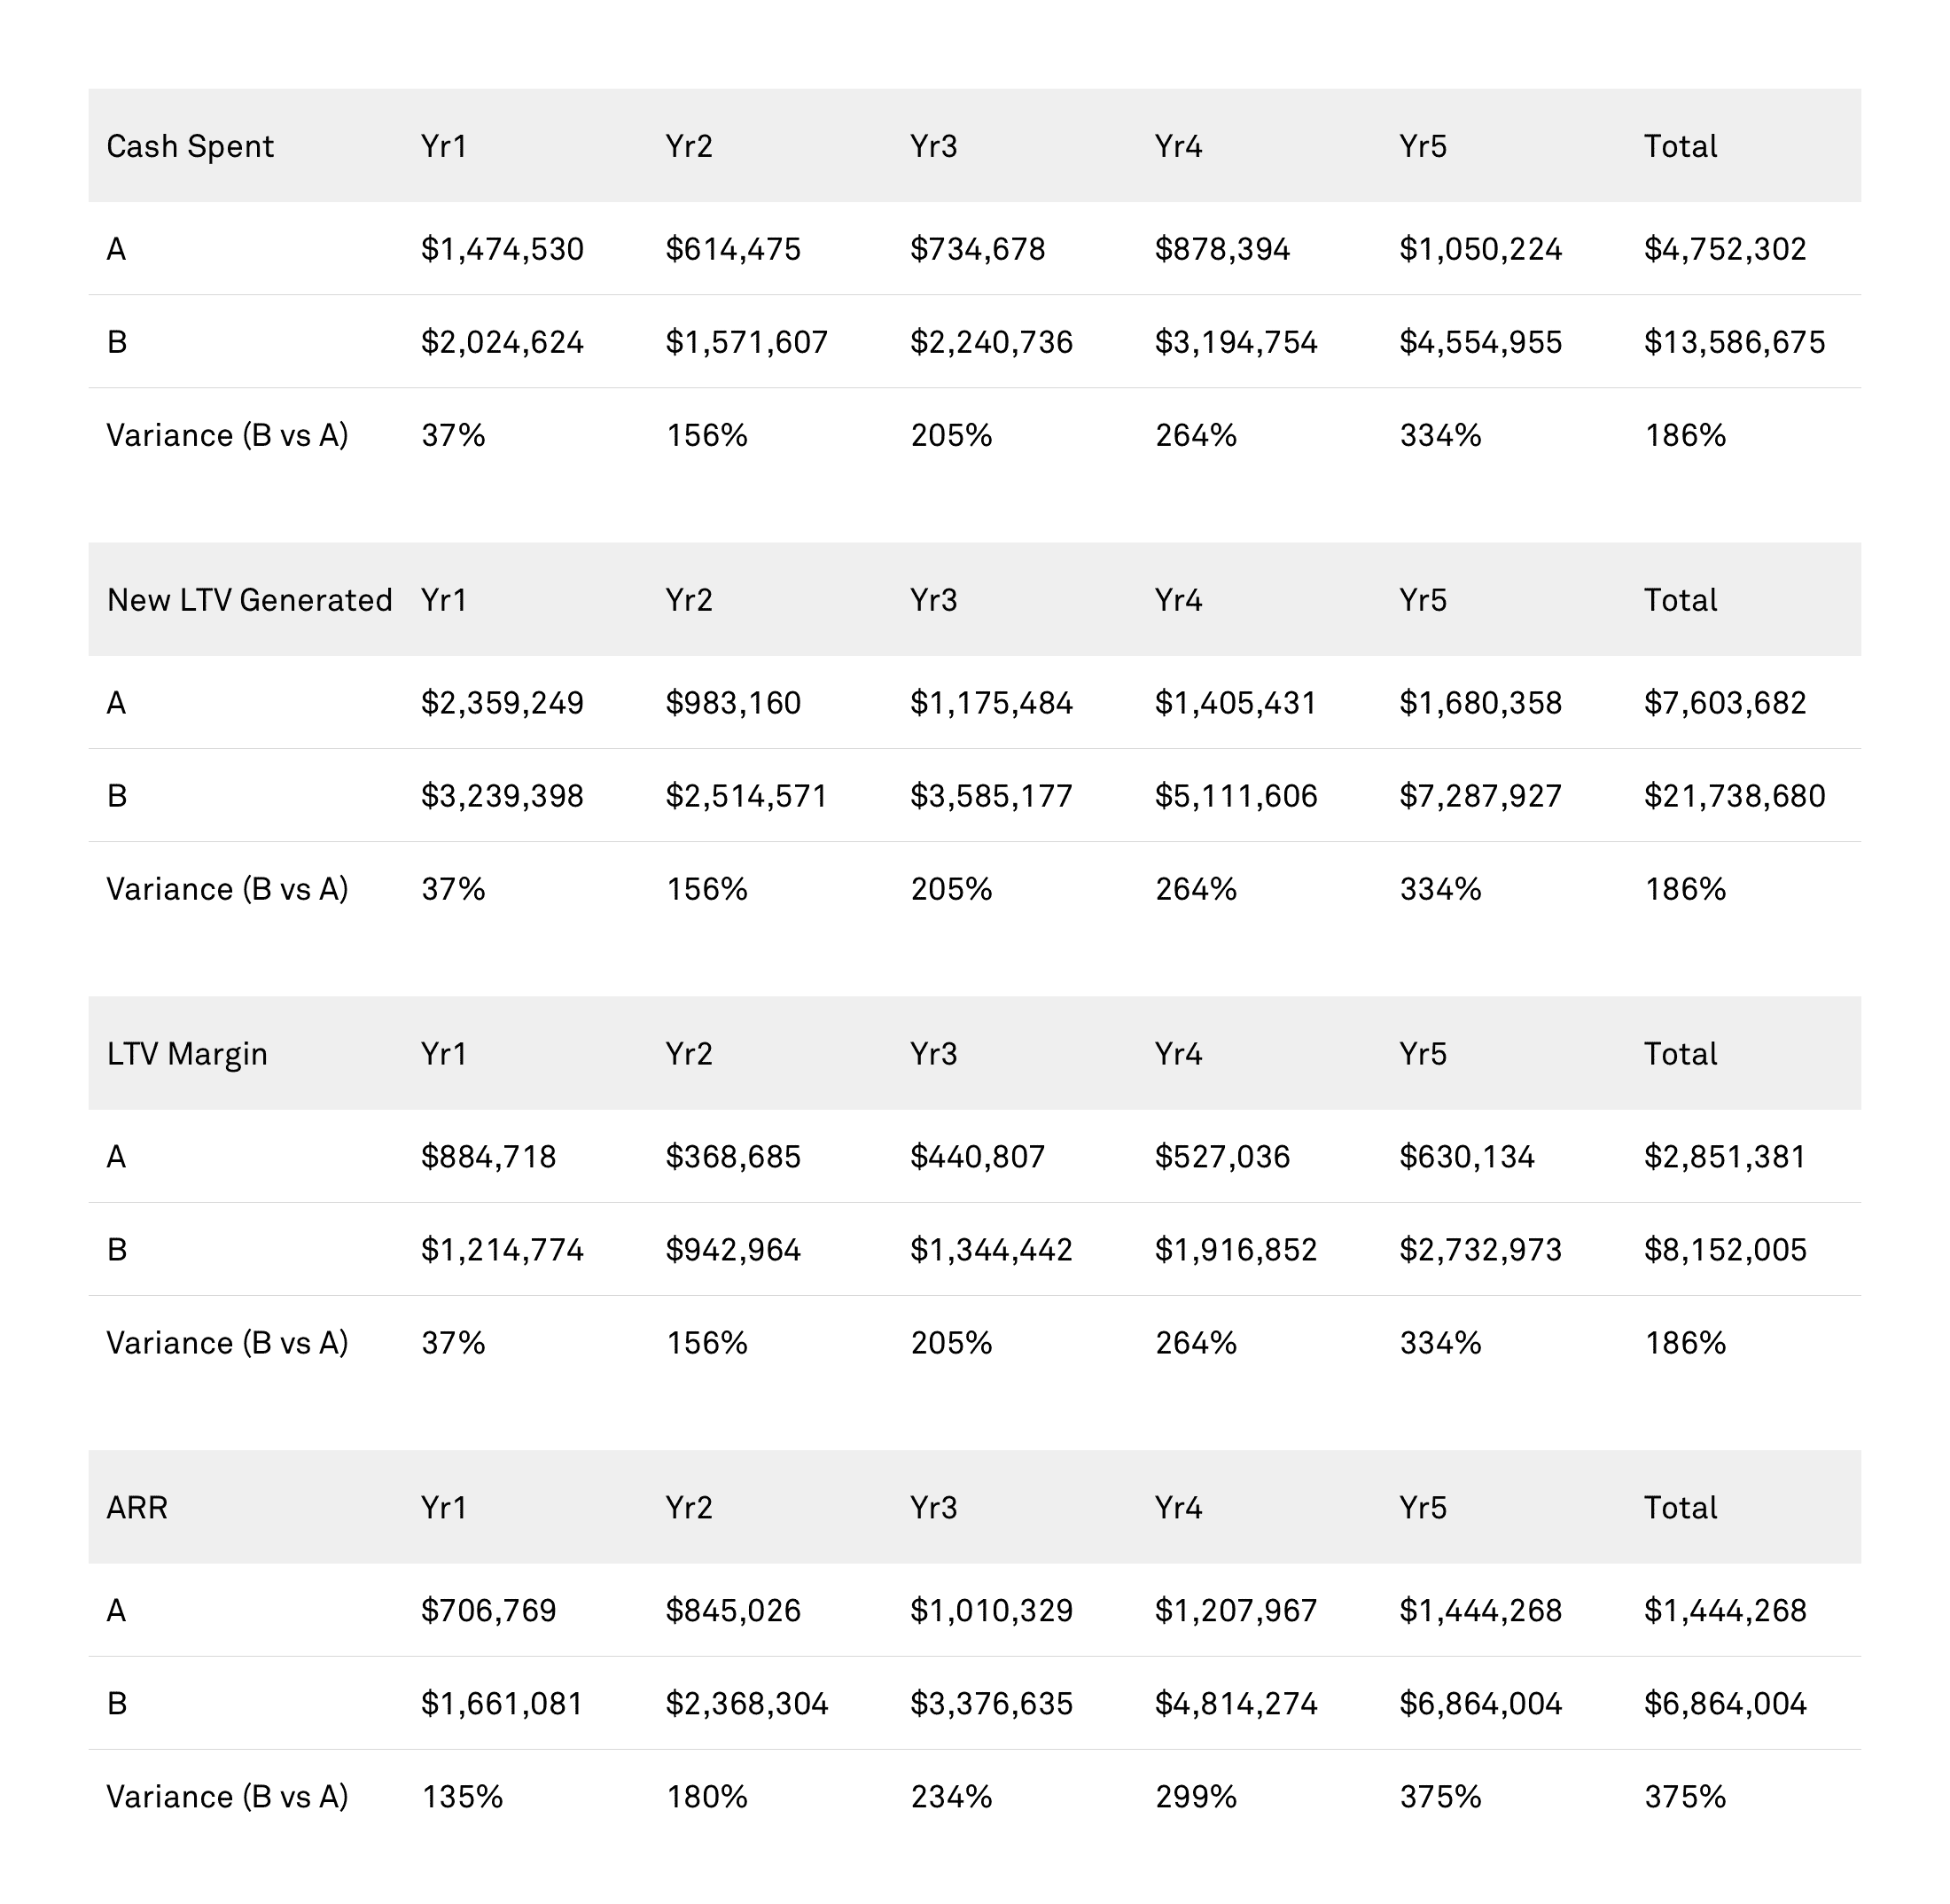 Cash Spent Yr1 Yr2 Yr3 Yr4 Yr5 Total
A $1,474,530 $614,475 $734,678 $878,394 $1,050,224 $4,752,302
B $2,024,624 $1,571,607 $2,240,736 $3,194,754 $4,554,955 $13,586,675
Variance (B vs A) 37% 156% 205% 264% 334% 186%
New LTV Generated Yr1 Yr2 Yr3 Yr4 Yr5 Total
A $2,359,249 $983,160 $1,175,484 $1,405,431 $1,680,358 $7,603,682
B $3,239,398 $2,514,571 $3,585,177 $5,111,606 $7,287,927 $21,738,680
Variance (B vs A) 37% 156% 205% 264% 334% 186%
LTV Margin Yr1 Yr2 Yr3 Yr4 Yr5 Total
A $884,718 $368,685 $440,807 $527,036 $630,134 $2,851,381
B $1,214,774 $942,964 $1,344,442 $1,916,852 $2,732,973 $8,152,005
Variance (B vs A) 37% 156% 205% 264% 334% 186%
ARR Yr1 Yr2 Yr3 Yr4 Yr5 Total
A $706,769 $845,026 $1,010,329 $1,207,967 $1,444,268 $1,444,268
B $1,661,081 $2,368,304 $3,376,635 $4,814,274 $6,864,004 $6,864,004
Variance (B vs A) 135% 180% 234% 299% 375% 375%